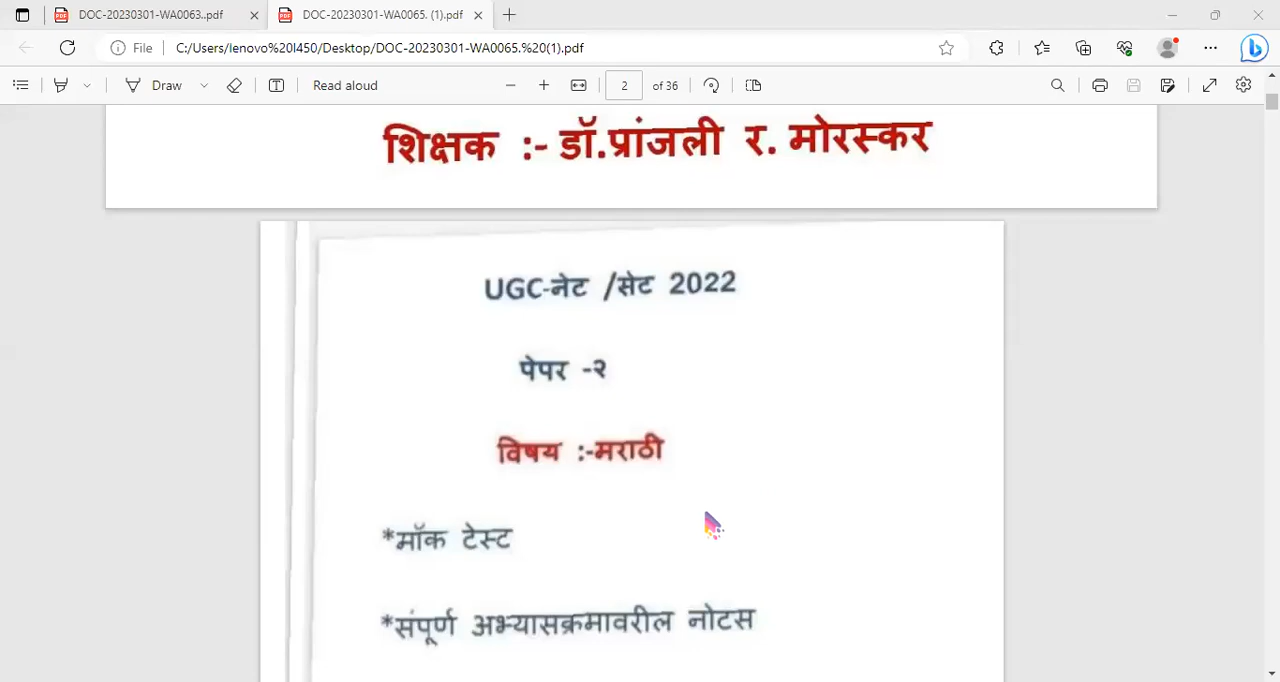 DOC-20230301-WA0063..pdf
DOC-20230301-WA0065. (1).pdf
File
C:/Users/lenovo%20l450/Desktop/DOC-20230301-WA0065.%20(1).pdf
Draw
Read aloud
2 of 36
शिक्षक :- डॉ.प्रांजली र. मोरस्कर
UGC-नेट /सेट 2022
पेपर -२
विषय :-मराठी
*मॉक टेस्ट
*संपूर्ण अभ्यासक्रमावरील नोटस